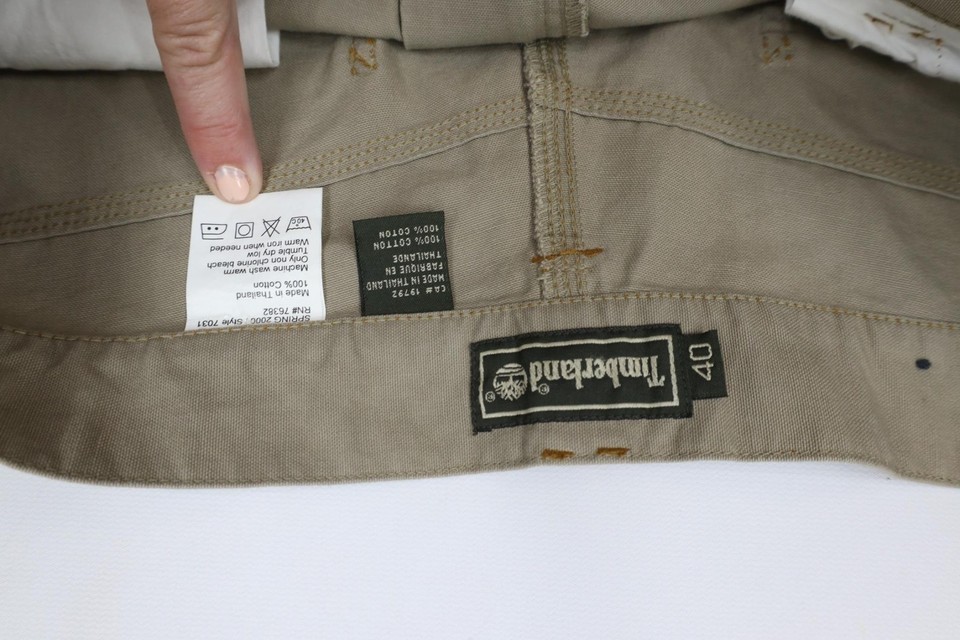 SPRING 2000 / Style 7031
RN# 76382
Made in Thailand
100% Cotton
Machine wash warm
Only non chlorine bleach
Tumble dry low
Warm iron when needed
40C
CA# 19792
MADE IN THAILAND
FABRIQUE EN
THAILANDE
100% COTTON
100% COTON
Timberland®
®
40